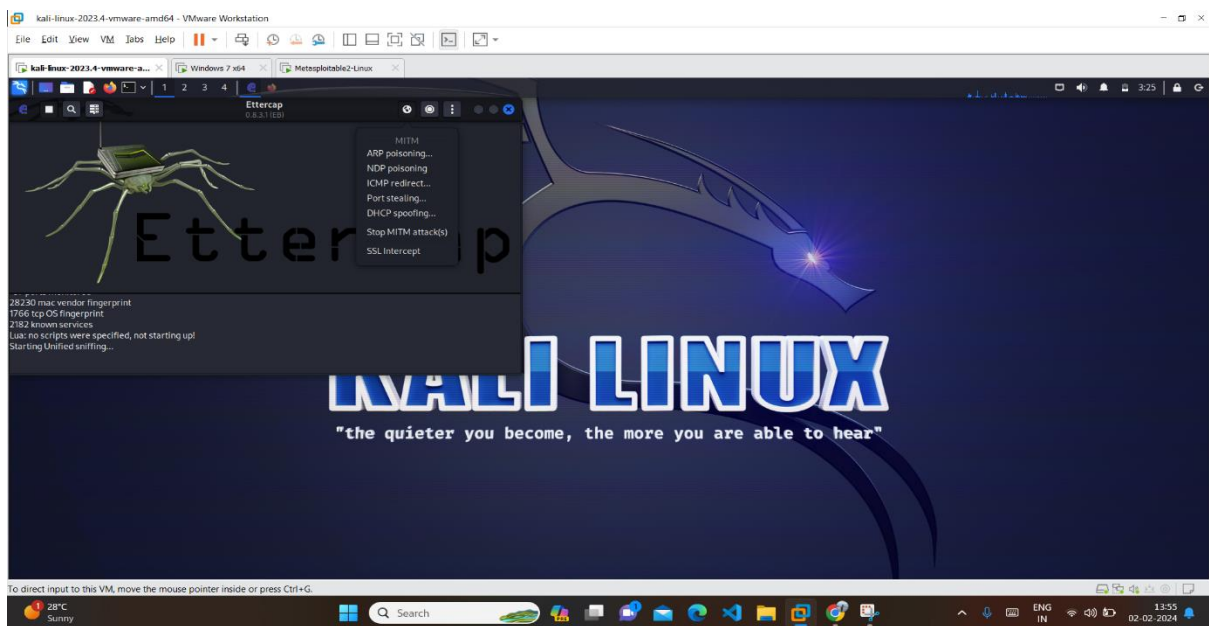 kali-linux-2023.4-vmware-amd64 - VMware Workstation
File Edit View VM Tabs Help
kali-linux-2023.4-vmware-a... Windows 7 x64 Metasploitable2-Linux
1 2 3 4 3:25
Ettercap
0.8.3.1 (EB)
MITM
ARP poisoning...
NDP poisoning
ICMP redirect...
Port stealing...
DHCP spoofing...
Stop MITM attack(s)
SSL Intercept
Ettercap
28230 mac vendor fingerprint
1766 tcp OS fingerprint
2182 known services
Lua: no scripts were specified, not starting up!
Starting Unified sniffing...
KALI LINUX
"the quieter you become, the more you are able to hear"
To direct input to this VM, move the mouse pointer inside or press Ctrl+G.
1 28°C
Sunny
Search
ENG
IN
13:55
02-02-2024